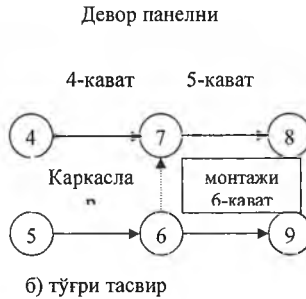 Девор панелни
4-кават 5-кават
4 7 8
Каркасла монтажи
6-кават
5 6 9
б) тўғри тасвир